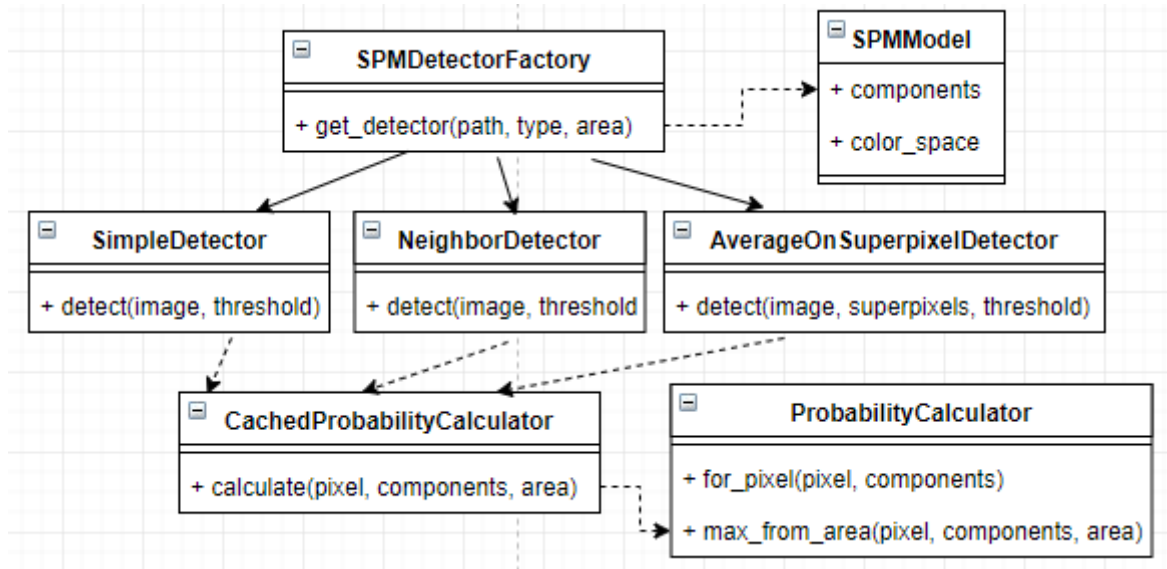 SPMDetectorFactory
+ get_detector(path, type, area)
SPMModel
+ components
+ color_space
SimpleDetector
+ detect(image, threshold)
NeighborDetector
+ detect(image, threshold
AverageOnSuperpixelDetector
+ detect(image, superpixels, threshold)
CachedProbabilityCalculator
+ calculate(pixel, components, area)
ProbabilityCalculator
+ for_pixel(pixel, components)
+ max_from_area(pixel, components, area)